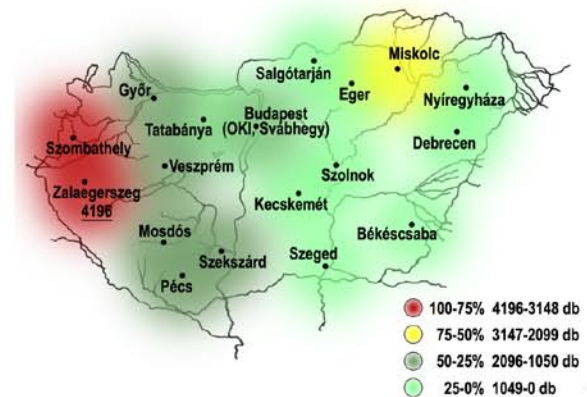 Miskolc
Salgótarján
Eger
Győr
Nyíregyháza
Tatabánya
Budapest
(OKI, Svábhegy)
Debrecen
Szombathely
Veszprém
Szolnok
Zalaegerszeg
4196
Kecskemét
Mosdós
Békéscsaba
Szekszárd
Szeged
Pécs
100-75% 4196-3148 db
75-50% 3147-2099 db
50-25% 2096-1050 db
25-0% 1049-0 db